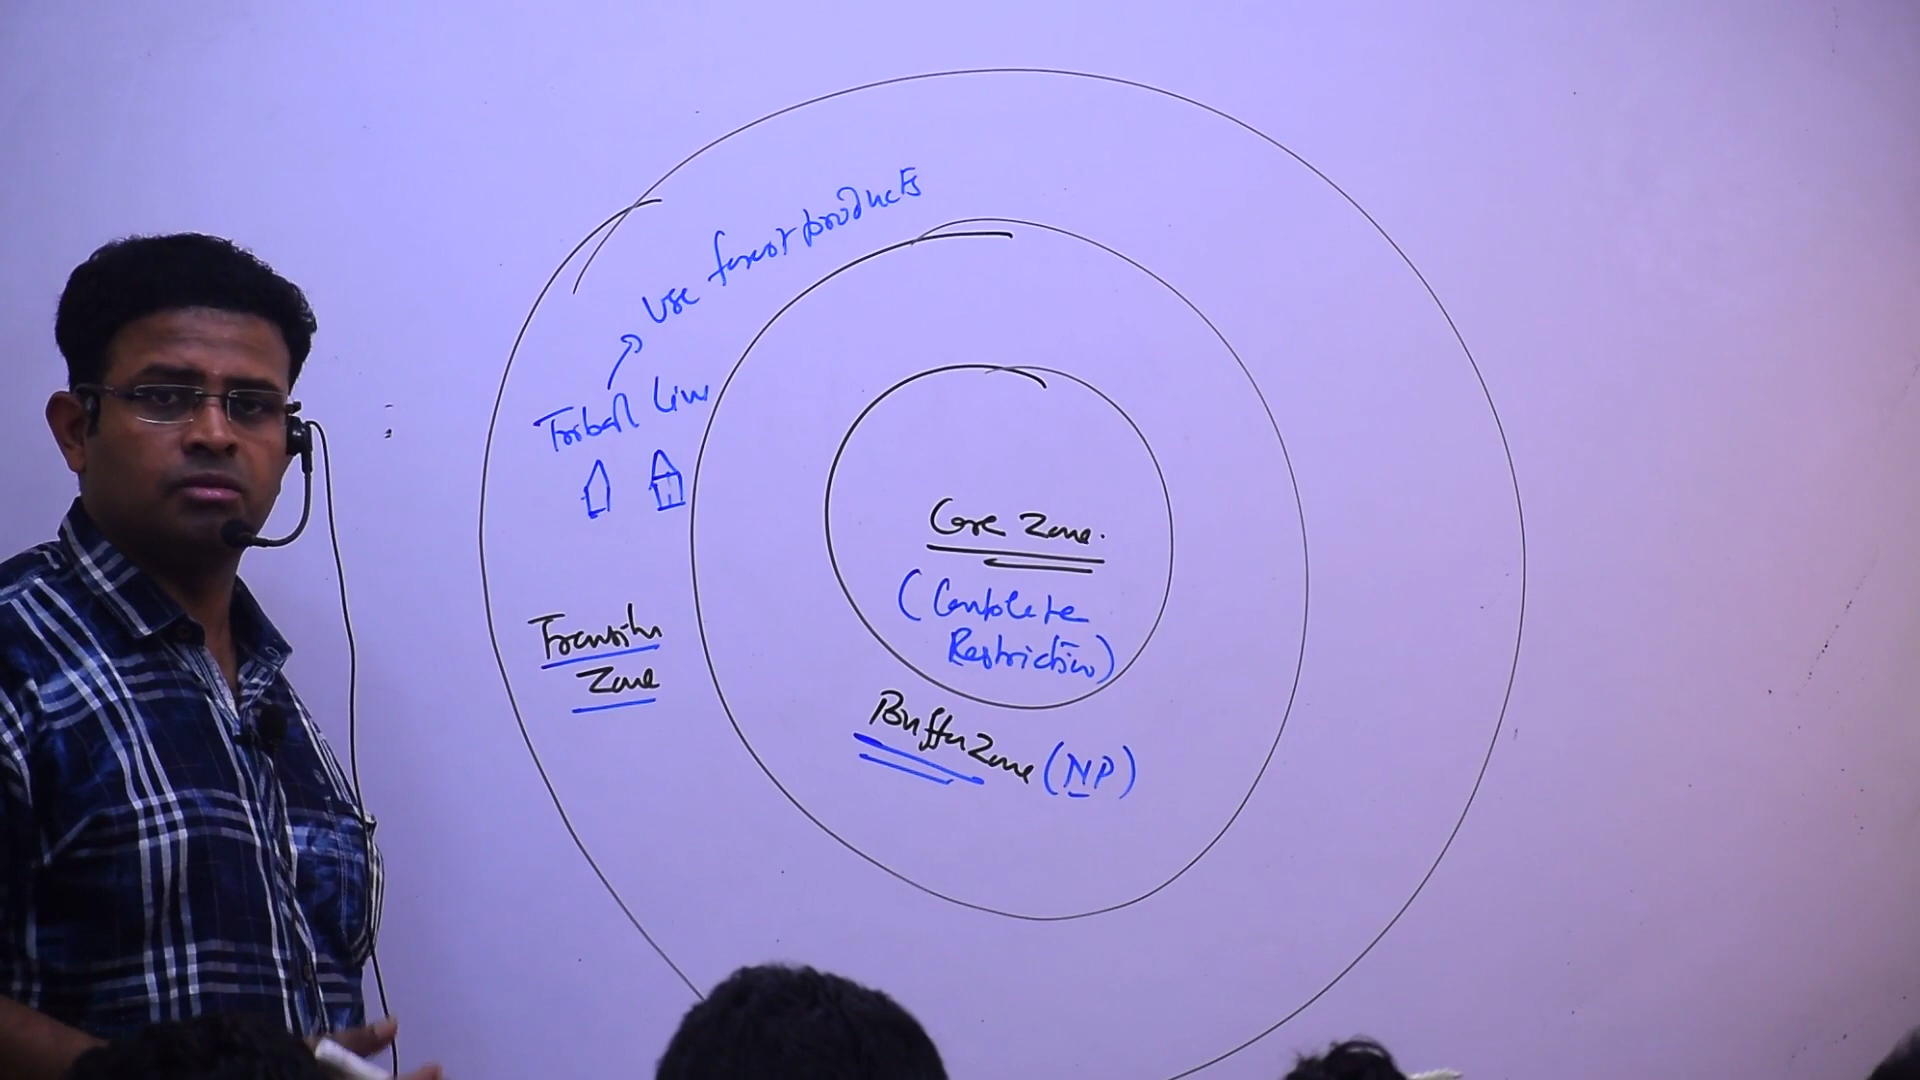 Use forest products
Tribal Live
Core Zone.
(Complete
Restriction)
Transition
Zone
Buffer Zone (NP)